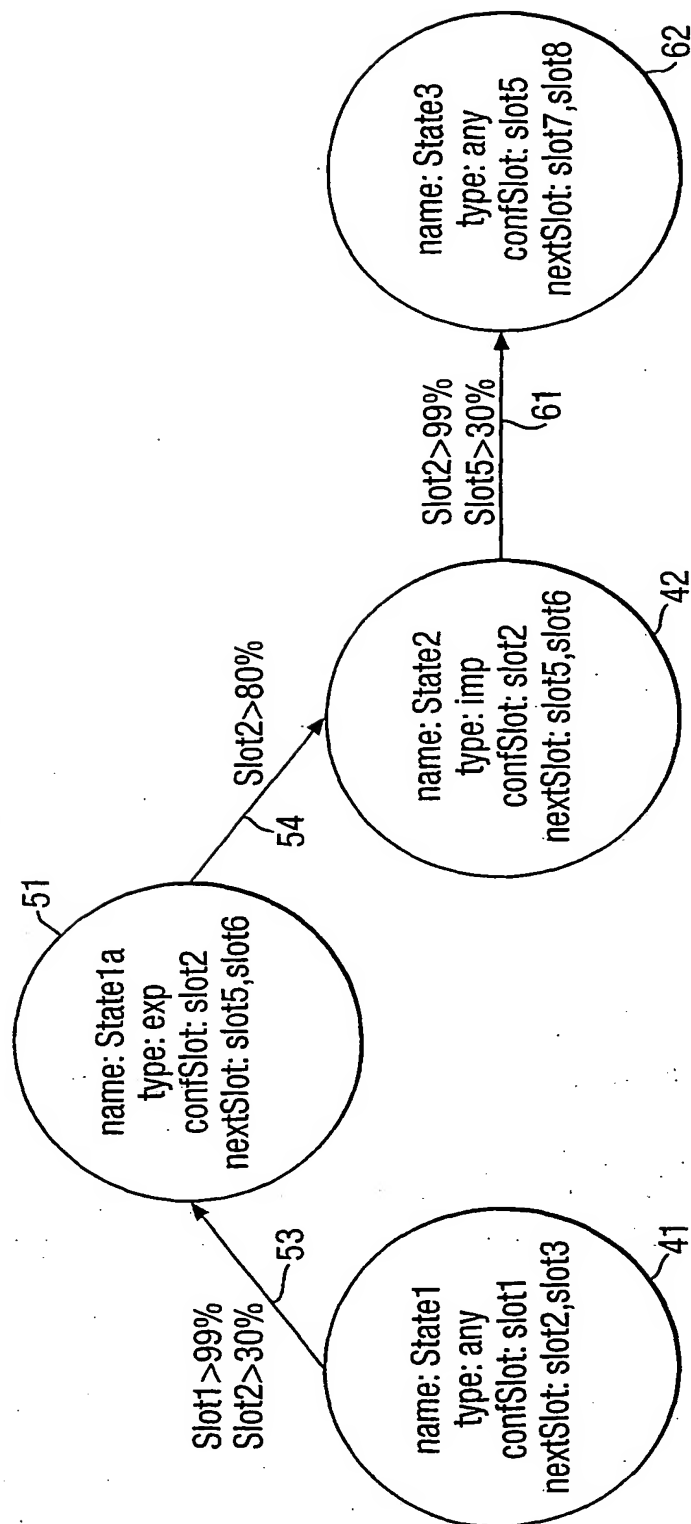 Slot1>99%
Slot2>30%
53
name: State1
type: any
confSlot: slot1
nextSlot: slot2,slot3
41
51
name: State1a
type: exp
confSlot: slot2
nextSlot: slot5,slot6
Slot2>80%
54
name: State2
type: imp
confSlot: slot2
nextSlot: slot5,slot6
42
Slot2>99%
Slot5>30%
61
name: State3
type: any
confSlot: slot5
nextSlot: slot7,slot8
62